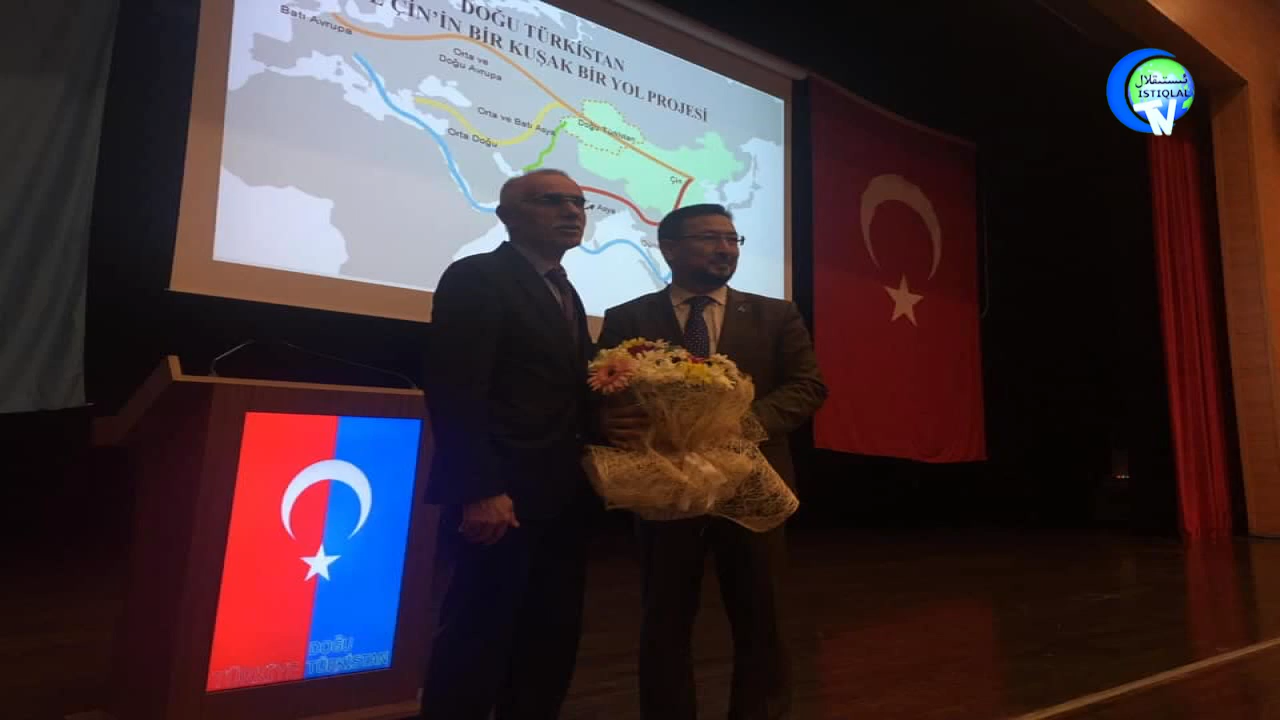 DOĞU TÜRKİSTAN
E ÇİN'İN BİR KUŞAK BİR YOL PROJESİ
Batı Avrupa
Orta ve
Doğu Avrupa
Orta ve Batı Asya
Doğu Türkistan
Orta Doğu
Çin
Asya
ئىستىقلال
ISTIQLAL
TV
TÜRKİYE
DOĞU
TÜRKİSTAN